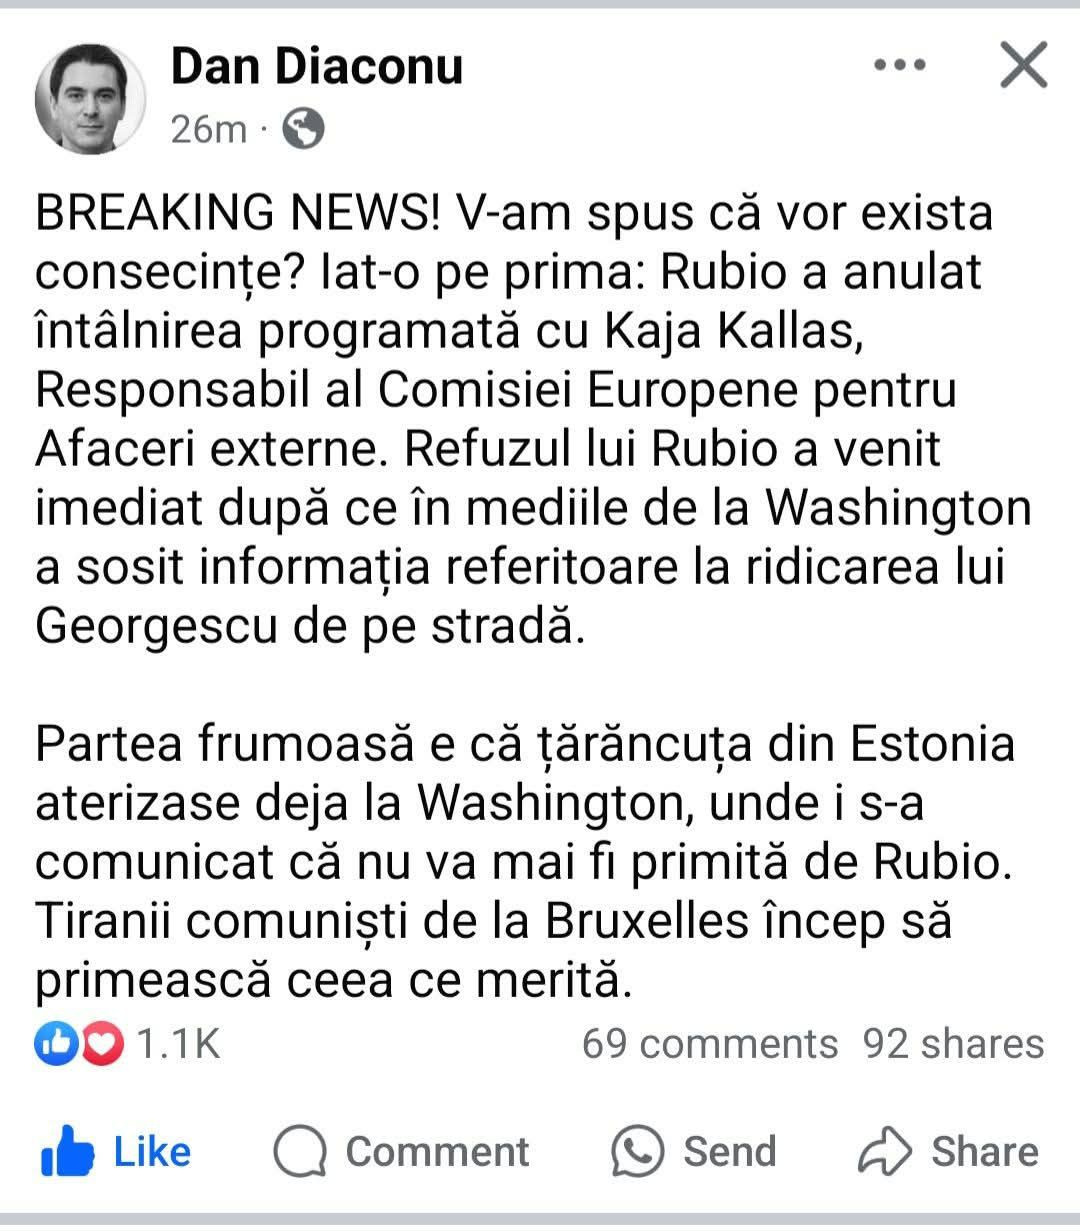 Dan Diaconu
26m ·
BREAKING NEWS! V-am spus că vor exista
consecințe? Iat-o pe prima: Rubio a anulat
întâlnirea programată cu Kaja Kallas,
Responsabil al Comisiei Europene pentru
Afaceri externe. Refuzul lui Rubio a venit
imediat după ce în mediile de la Washington
a sosit informația referitoare la ridicarea lui
Georgescu de pe stradă.
Partea frumoasă e că țărăncuța din Estonia
aterizase deja la Washington, unde i s-a
comunicat că nu va mai fi primită de Rubio.
Tiranii comuniști de la Bruxelles încep să
primească ceea ce merită.
1.1K 69 comments 92 shares
Like Comment Send Share